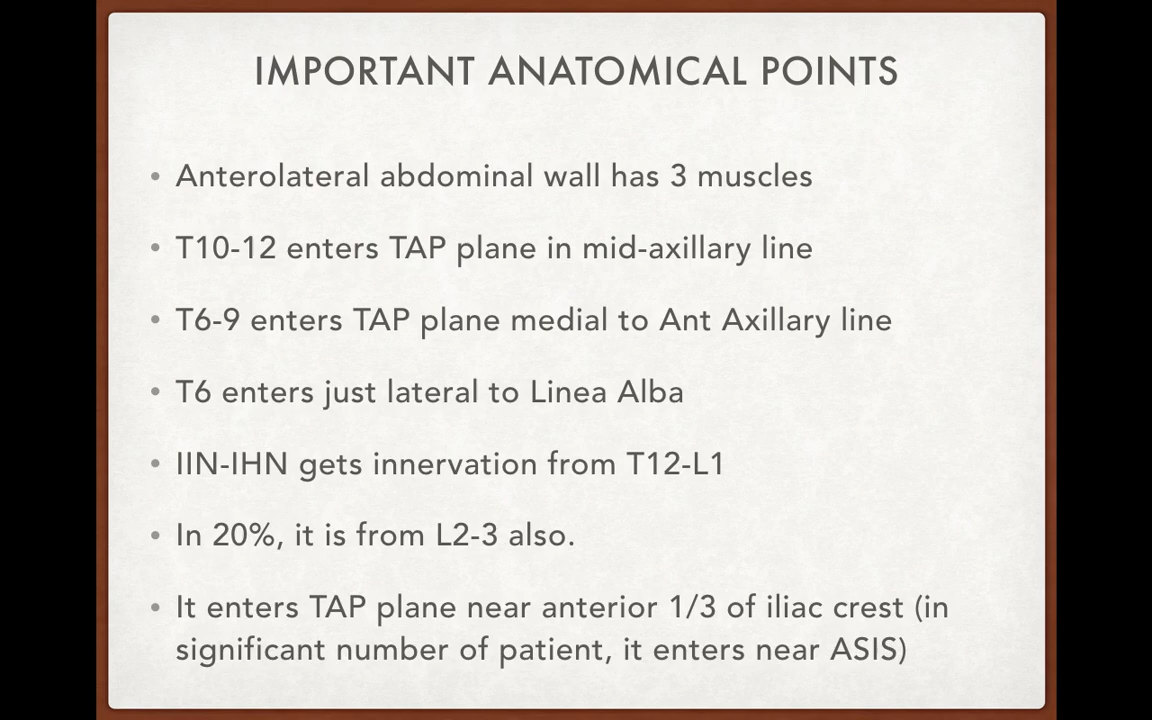 IMPORTANT ANATOMICAL POINTS
• Anterolateral abdominal wall has 3 muscles
• T10-12 enters TAP plane in mid-axillary line
• T6-9 enters TAP plane medial to Ant Axillary line
• T6 enters just lateral to Linea Alba
• IIN-IHN gets innervation from T12-L1
• In 20%, it is from L2-3 also.
• It enters TAP plane near anterior 1/3 of iliac crest (in
significant number of patient, it enters near ASIS)